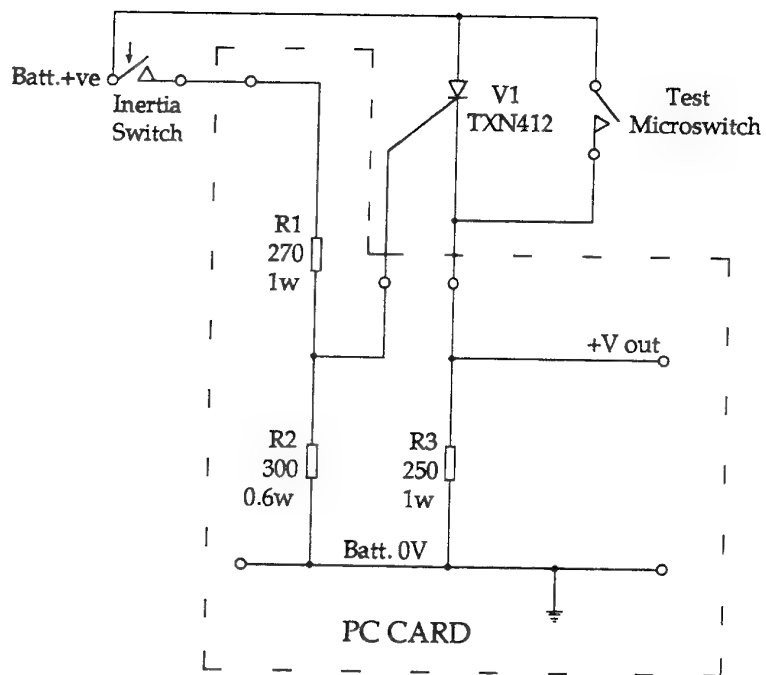 Batt.+ve
Inertia
Switch
V1
TXN412
Test
Microswitch
R1
270
1w
+V out
R2
300
0.6w
R3
250
1w
Batt. 0V
PC CARD